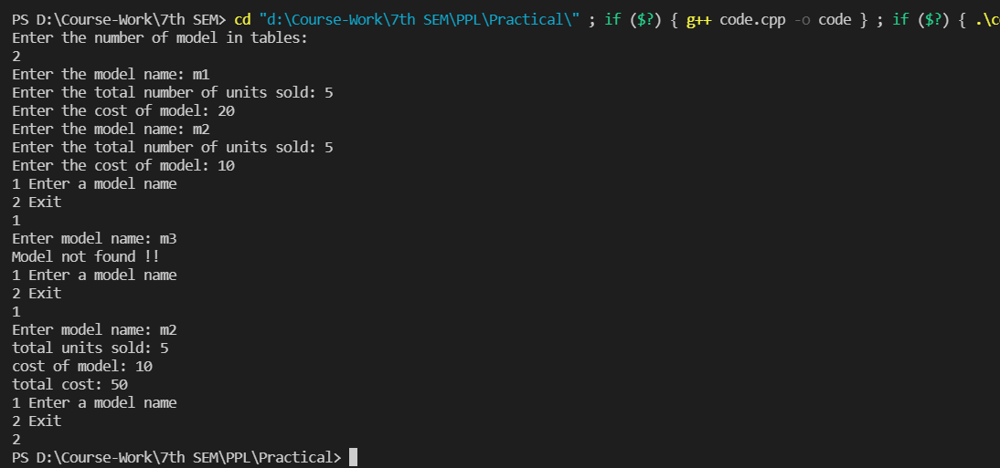 PS D:\Course-Work\7th SEM> cd "d:\Course-Work\7th SEM\PPL\Practical\" ; if ($?) { g++ code.cpp -o code } ; if ($?) { .\c
Enter the number of model in tables:
2
Enter the model name: m1
Enter the total number of units sold: 5
Enter the cost of model: 20
Enter the model name: m2
Enter the total number of units sold: 5
Enter the cost of model: 10
1 Enter a model name
2 Exit
1
Enter model name: m3
Model not found !!
1 Enter a model name
2 Exit
1
Enter model name: m2
total units sold: 5
cost of model: 10
total cost: 50
1 Enter a model name
2 Exit
2
PS D:\Course-Work\7th SEM\PPL\Practical>